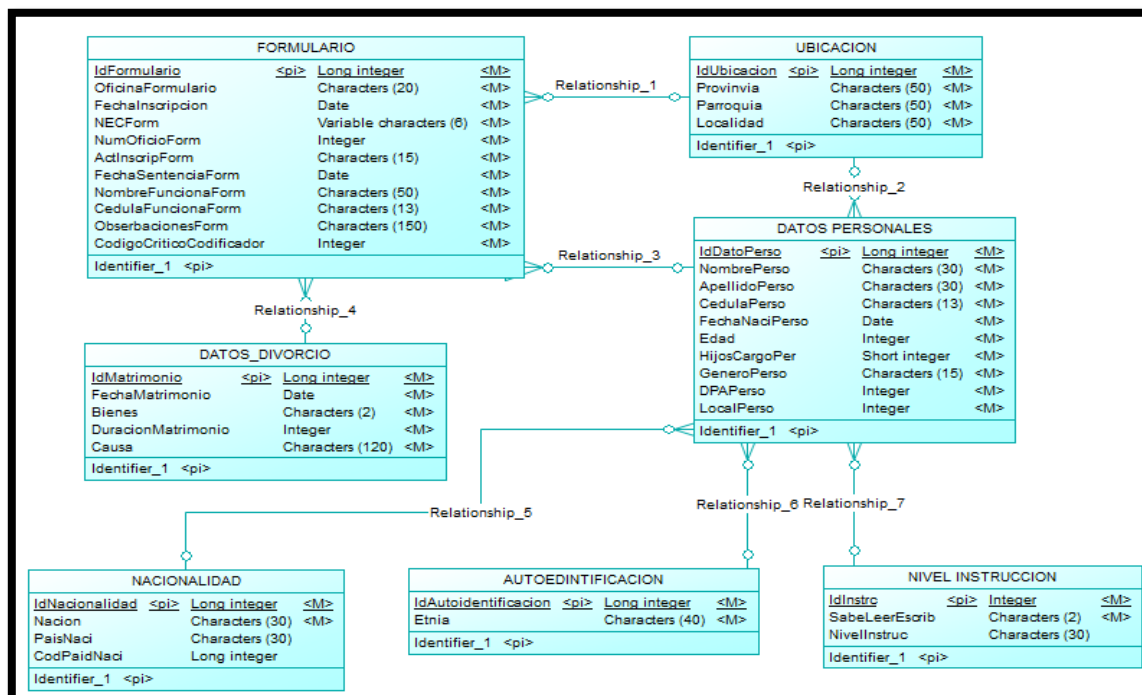 FORMULARIO
IdFormulario <pi> Long integer <M>
OficinaFormulario Characters (20) <M>
FechaInscripcion Date <M>
NECForm Variable characters (6) <M>
NumOficioForm Integer <M>
ActInscripForm Characters (15) <M>
FechaSentenciaForm Date <M>
NombreFuncionaForm Characters (50) <M>
CedulaFuncionaForm Characters (13) <M>
ObserbacionesForm Characters (150) <M>
CodigoCriticoCodificador Integer <M>
Identifier_1 <pi>
Relationship_1
UBICACION
IdUbicacion <pi> Long integer <M>
Provinvia Characters (50) <M>
Parroquia Characters (50) <M>
Localidad Characters (50) <M>
Identifier_1 <pi>
Relationship_2
Relationship_3
DATOS PERSONALES
IdDatoPerso <pi> Long integer <M>
NombrePerso Characters (30) <M>
ApellidoPerso Characters (30) <M>
CedulaPerso Characters (13) <M>
FechaNaciPerso Date <M>
Edad Integer <M>
HijosCargoPer Short integer <M>
GeneroPerso Characters (15) <M>
DPAPerso Integer <M>
LocalPerso Integer <M>
Identifier_1 <pi>
Relationship_4
DATOS_DIVORCIO
IdMatrimonio <pi> Long integer <M>
FechaMatrimonio Date <M>
Bienes Characters (2) <M>
DuracionMatrimonio Integer <M>
Causa Characters (120) <M>
Identifier_1 <pi>
Relationship_5
Relationship_6
Relationship_7
NACIONALIDAD
IdNacionalidad <pi> Long integer <M>
Nacion Characters (30) <M>
PaisNaci Characters (30)
CodPaidNaci Long integer
Identifier_1 <pi>
AUTOEDINTIFICACION
IdAutoidentificacion <pi> Long integer <M>
Etnia Characters (40) <M>
Identifier_1 <pi>
NIVEL INSTRUCCION
IdInstrc <pi> Integer <M>
SabeLeerEscrib Characters (2) <M>
NivelInstruc Characters (30)
Identifier_1 <pi>